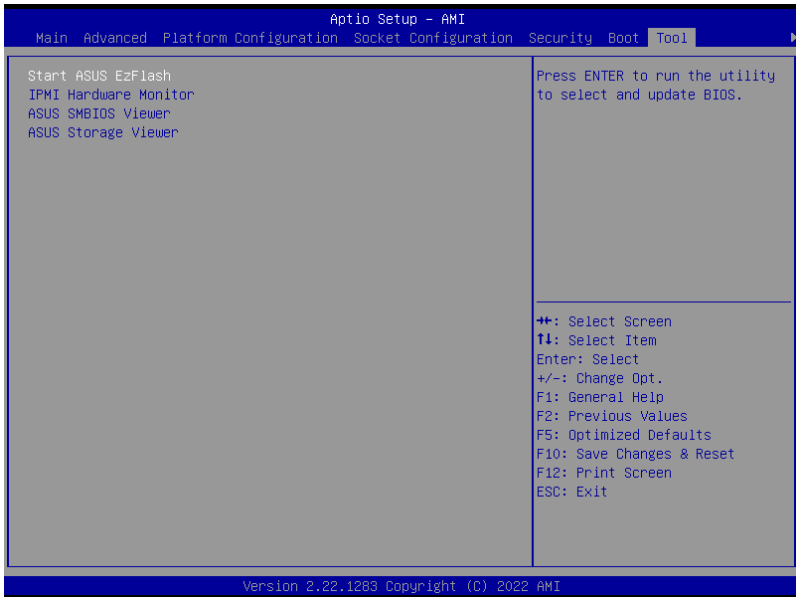 Aptio Setup - AMI
Main Advanced Platform Configuration Socket Configuration Security Boot Tool
Start ASUS EzFlash
IPMI Hardware Monitor
ASUS SMBIOS Viewer
ASUS Storage Viewer
Press ENTER to run the utility
to select and update BIOS.
→←: Select Screen
↑↓: Select Item
Enter: Select
+/-: Change Opt.
F1: General Help
F2: Previous Values
F5: Optimized Defaults
F10: Save Changes & Reset
F12: Print Screen
ESC: Exit
Version 2.22.1283 Copyright (C) 2022 AMI